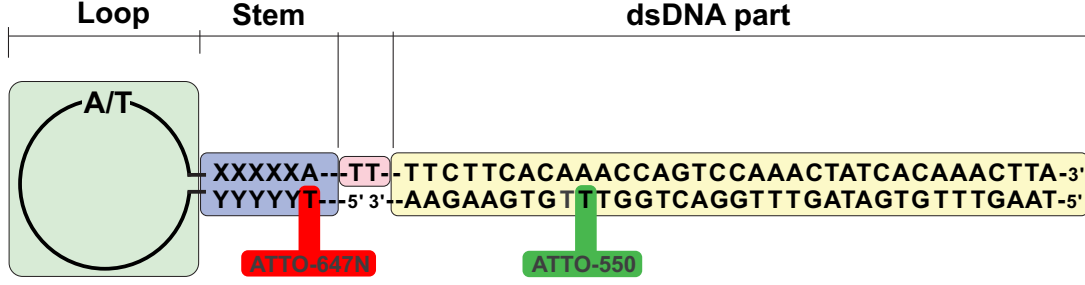 Loop Stem dsDNA part
A/T
XXXXXA---TT--TTCTTCACAAACCAGTCCAAACTATCACAAACTTA-3'
YYYYYT---5' 3'--AAGAAGTGTTTGGTCAGGTTTGATAGTGTTTGAAT-5'
ATTO-647N ATTO-550